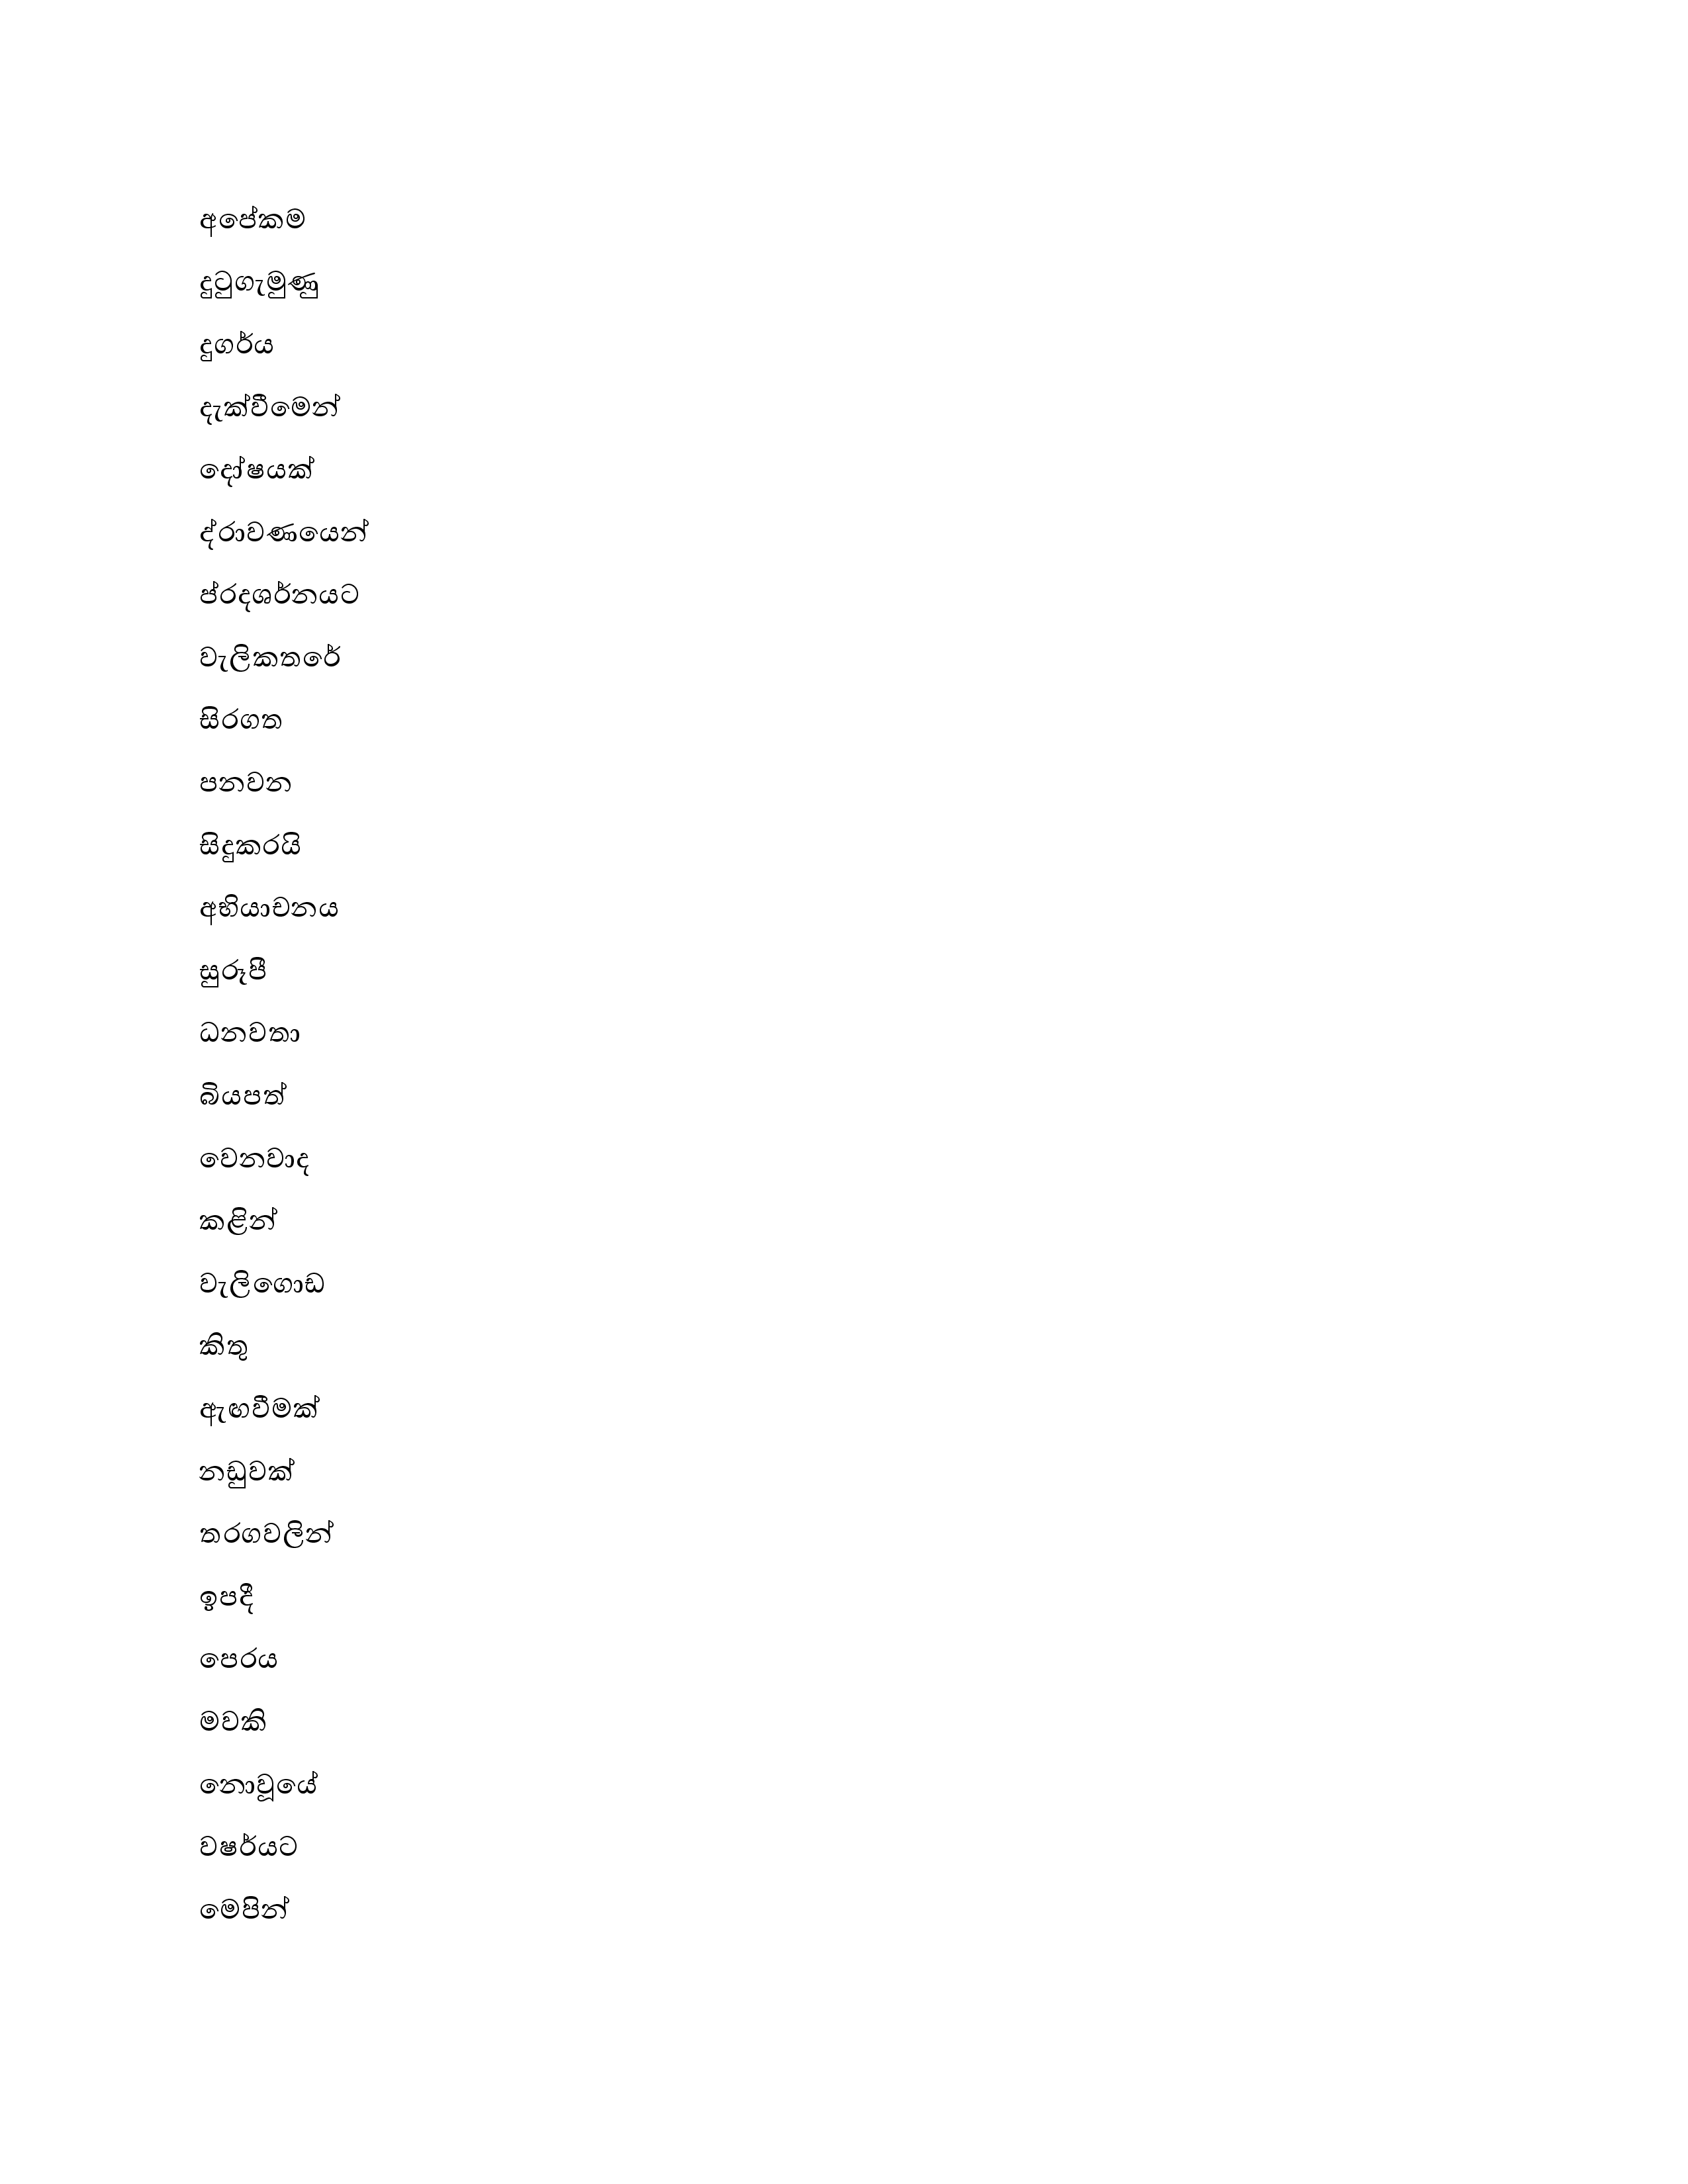 අපේකම
දුටුගැමුණු
දුගර්ය
දැක්වීමෙන්
දෝෂයක්
ද්රාවණයෙන්
ප්රදශර්නයට
වැලිකතරේ
සිරගත
පනවන
සිදුකරයි
අභියාචනය
සුරූපී
ධනවතා
බියපත්
වෙනවාද
කළින්
වැලිගොඩ
කිතු
ඇඟවීමක්
නඩුවක්
තරගවලින්
ඉපදී
පෙරය
මවකි
නොවූයේ
වෂර්යට
මෙපින්